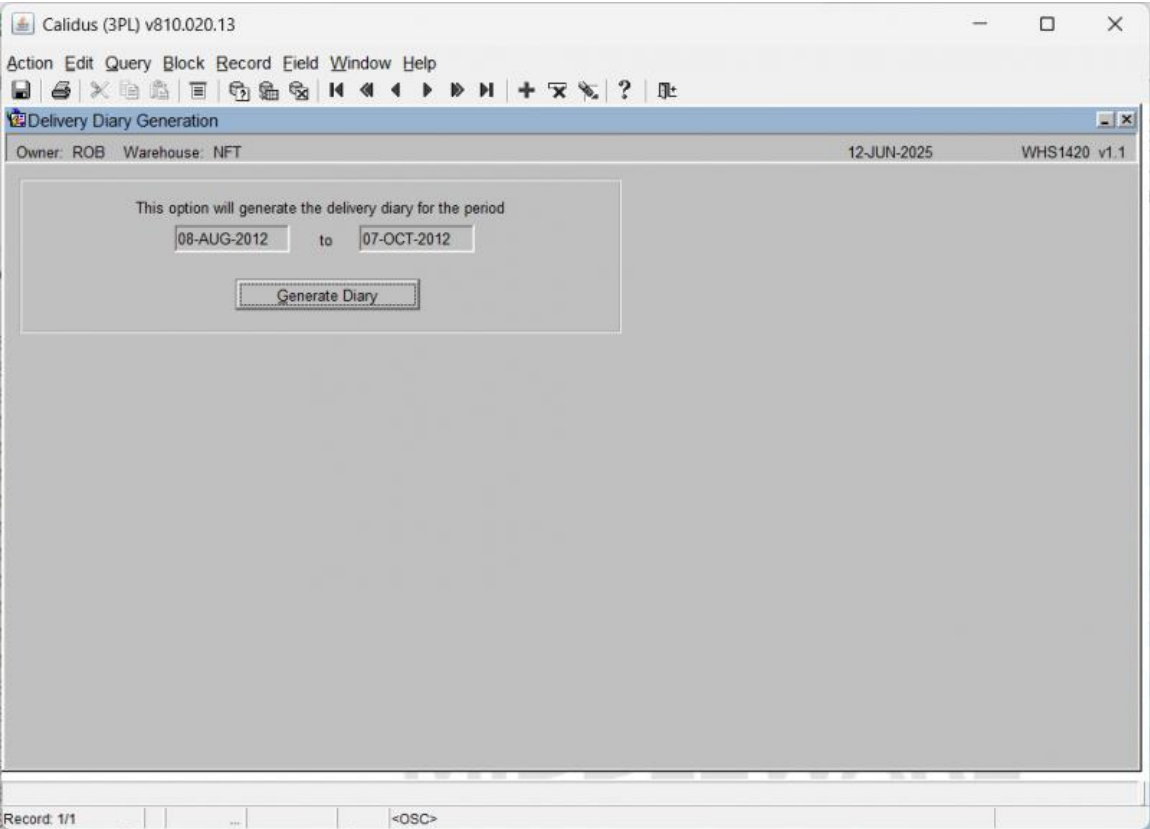 Calidus (3PL) v810.020.13
Action Edit Query Block Record Field Window Help
?
Delivery Diary Generation
Owner: ROB Warehouse: NFT 12-JUN-2025 WHS1420 v1.1
This option will generate the delivery diary for the period
08-AUG-2012 to 07-OCT-2012
Generate Diary
Record: 1/1 ... <OSC>